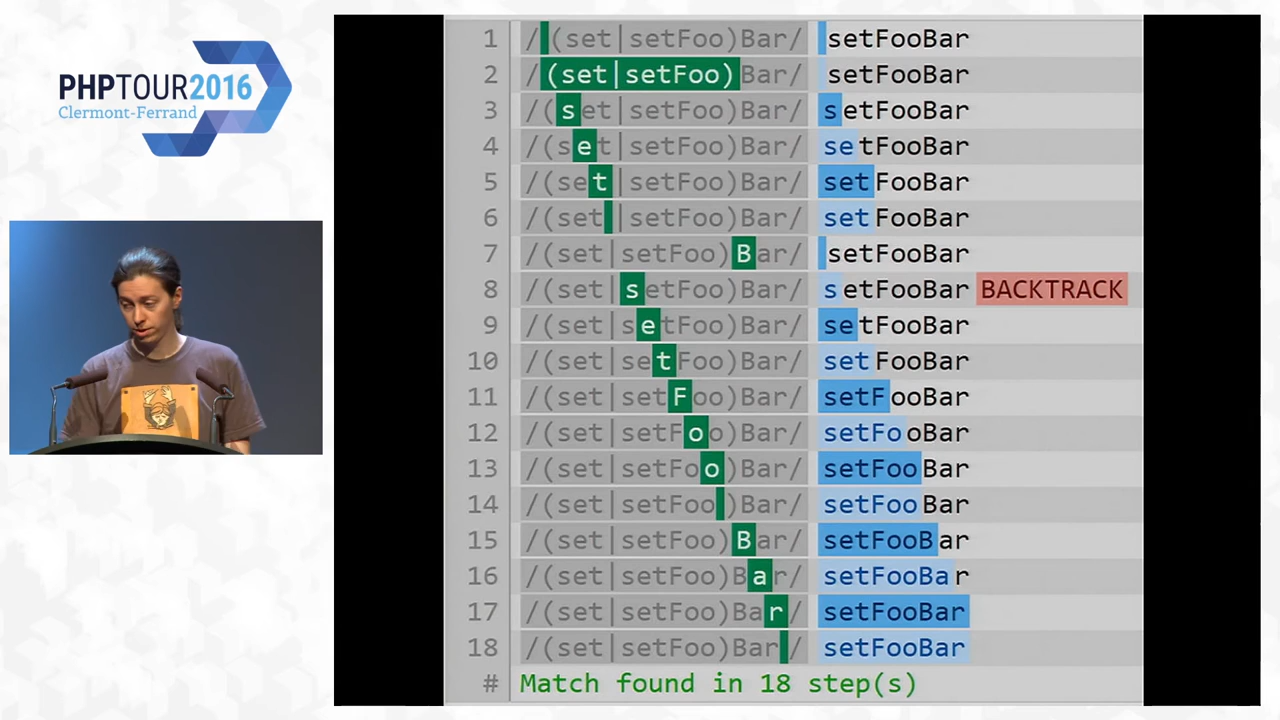 PHPTOUR2016
Clermont-Ferrand
1 /(set|setFoo)Bar/ setFooBar
2 /(set|setFoo)Bar/ setFooBar
3 /(set|setFoo)Bar/ setFooBar
4 /(set|setFoo)Bar/ setFooBar
5 /(set|setFoo)Bar/ setFooBar
6 /(set|setFoo)Bar/ setFooBar
7 /(set|setFoo)Bar/ setFooBar
8 /(set|setFoo)Bar/ setFooBar BACKTRACK
9 /(set|setFoo)Bar/ setFooBar
10 /(set|setFoo)Bar/ setFooBar
11 /(set|setFoo)Bar/ setFooBar
12 /(set|setFoo)Bar/ setFooBar
13 /(set|setFoo)Bar/ setFooBar
14 /(set|setFoo)Bar/ setFooBar
15 /(set|setFoo)Bar/ setFooBar
16 /(set|setFoo)Bar/ setFooBar
17 /(set|setFoo)Bar/ setFooBar
18 /(set|setFoo)Bar/ setFooBar
# Match found in 18 step(s)